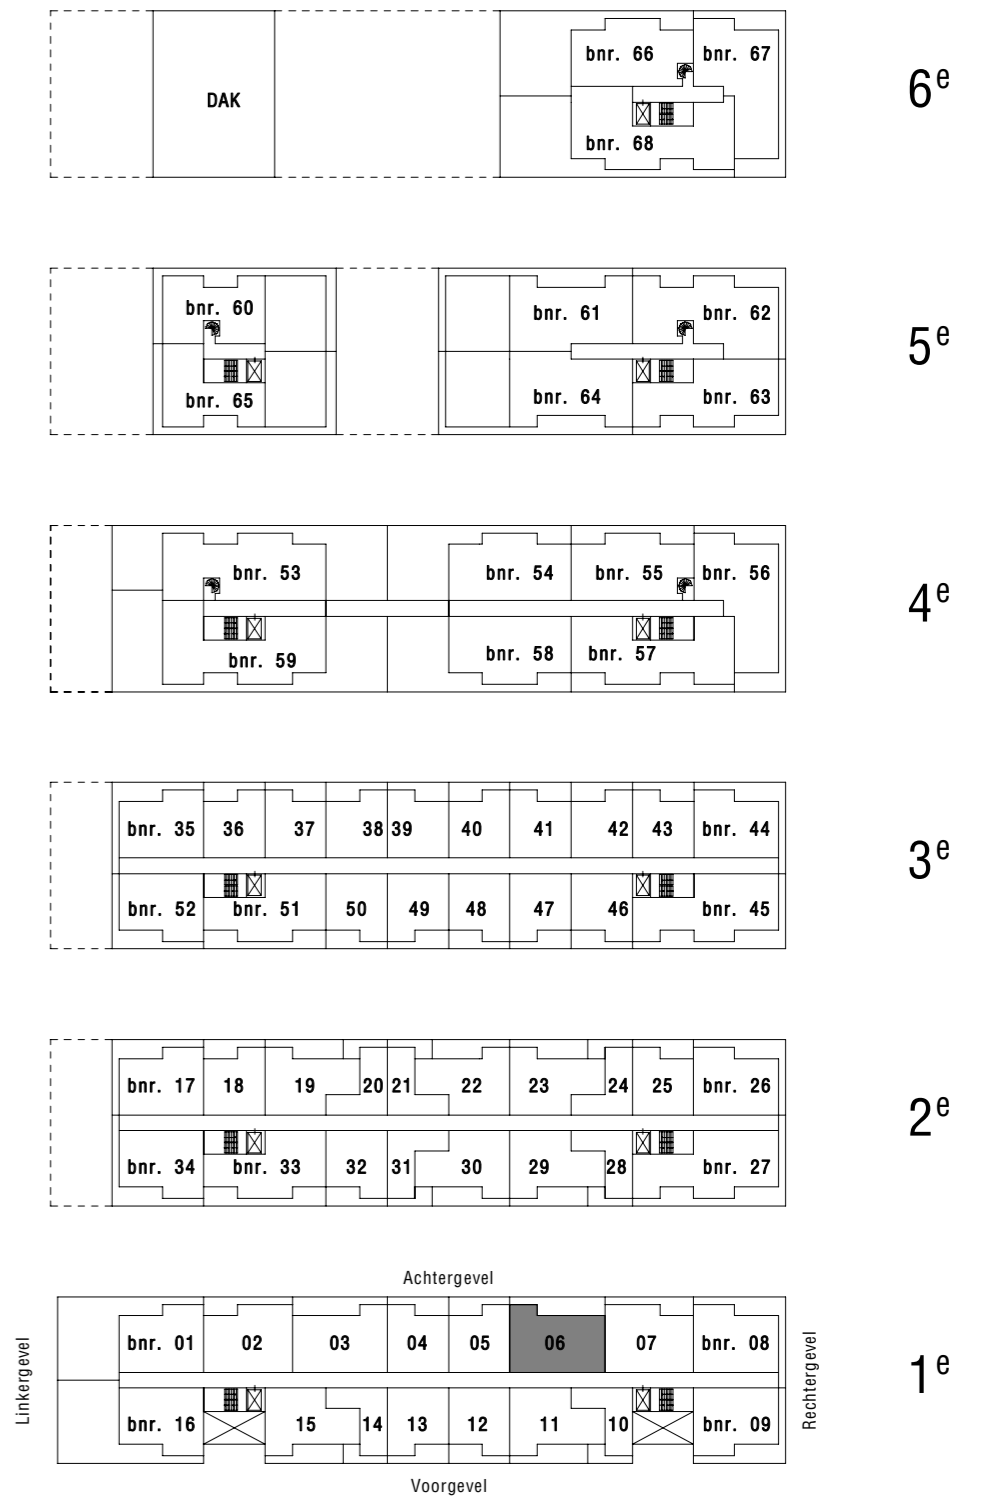 bnr. 66 bnr. 67
DAK
bnr. 68
6e
bnr. 60 bnr. 61 bnr. 62
bnr. 65 bnr. 64 bnr. 63
5e
bnr. 53 bnr. 54 bnr. 55 bnr. 56
bnr. 59 bnr. 58 bnr. 57
4e
bnr. 35 36 37 38 39 40 41 42 43 bnr. 44
bnr. 52 bnr. 51 50 49 48 47 46 bnr. 45
3e
bnr. 17 18 19 20 21 22 23 24 25 bnr. 26
bnr. 34 bnr. 33 32 31 30 29 28 bnr. 27
2e
Achtergevel
bnr. 01 02 03 04 05 06 07 bnr. 08
bnr. 16 15 14 13 12 11 10 bnr. 09
1e
Linkergevel
Rechtergevel
Voorgevel